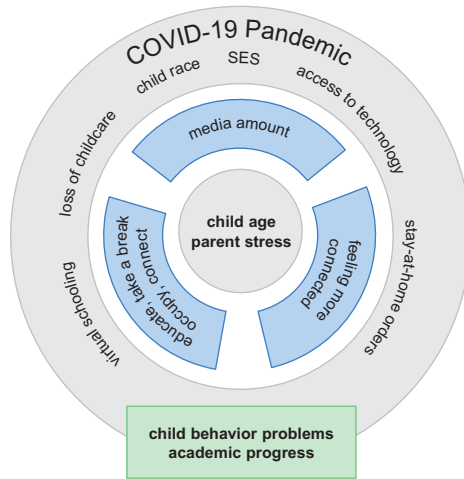 COVID-19 Pandemic
child race
SES
access to technology
loss of childcare
stay-at-home orders
virtual schooling
media amount
educate, take a break
occupy, connect
feeling more
connected
child age
parent stress
child behavior problems
academic progress